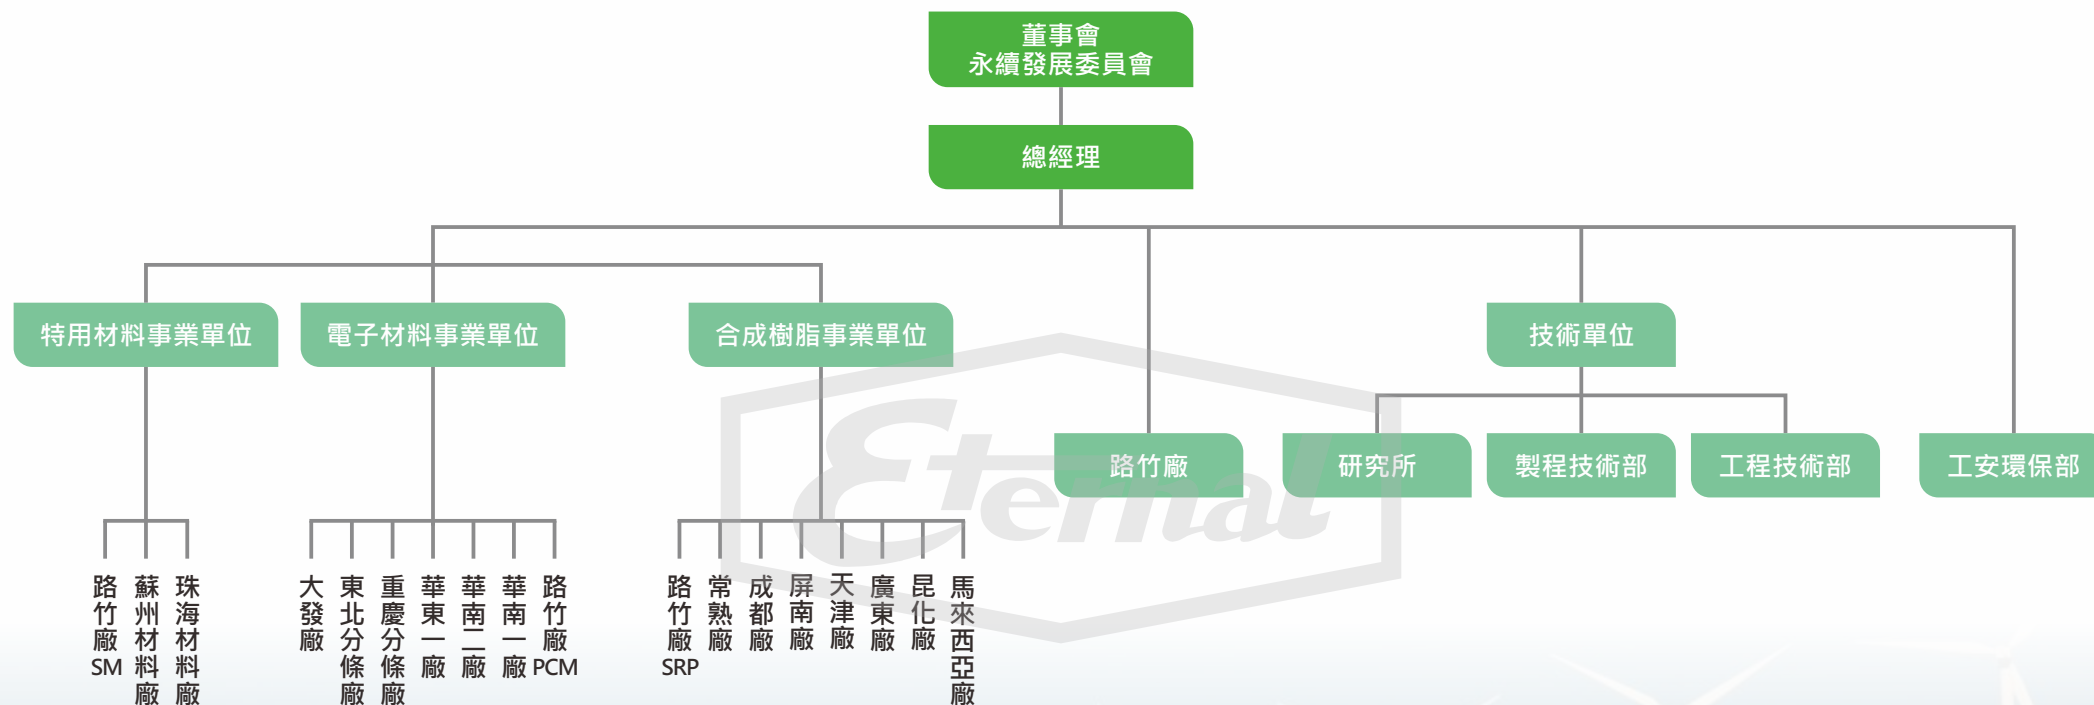 董事會
永續發展委員會
總經理
特用材料事業單位
電子材料事業單位
合成樹脂事業單位
技術單位
路竹廠
研究所
製程技術部
工程技術部
工安環保部
Eternal
路竹廠SM
蘇州材料廠
珠海材料廠
大發廠
東北分條廠
重慶分條廠
華東一廠
華南二廠
華南一廠
路竹廠PCM
路竹廠SRP
常熟廠
成都廠
屏南廠
天津廠
廣東廠
昆化廠
馬來西亞廠